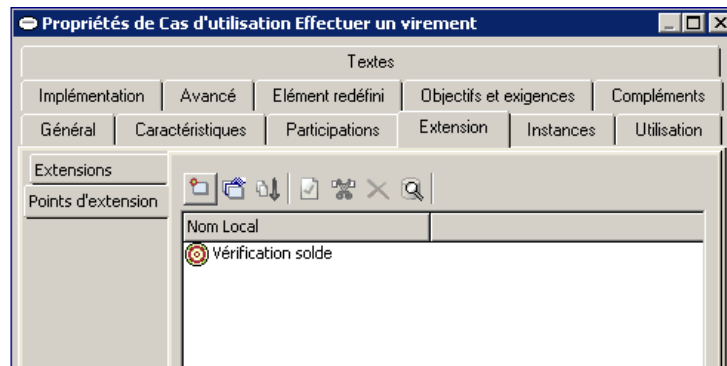 Propriétés de Cas d'utilisation Effectuer un virement
Textes
Implémentation Avancé Elément redéfini Objectifs et exigences Compléments
Général Caractéristiques Participations Extension Instances Utilisation
Extensions
Points d'extension
Nom Local
Vérification solde